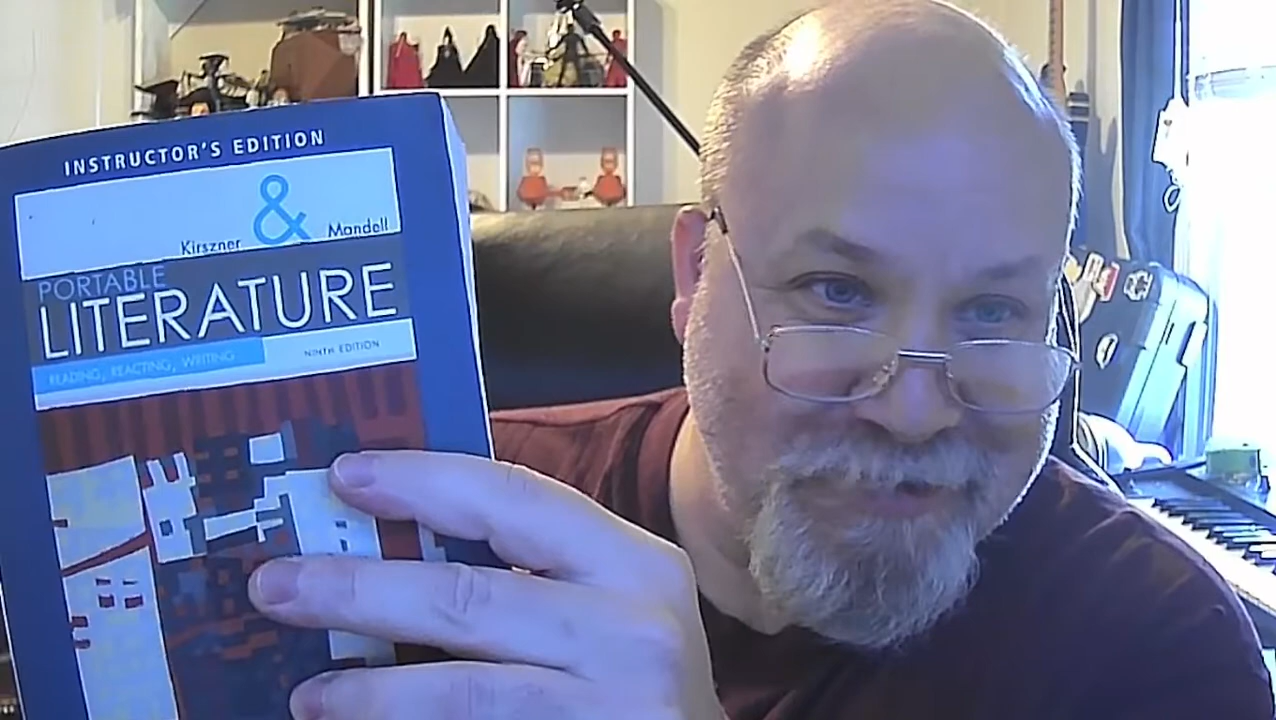 INSTRUCTOR'S EDITION
Kirszner & Mandell
PORTABLE
LITERATURE
READING, REACTING, WRITING
NINTH EDITION